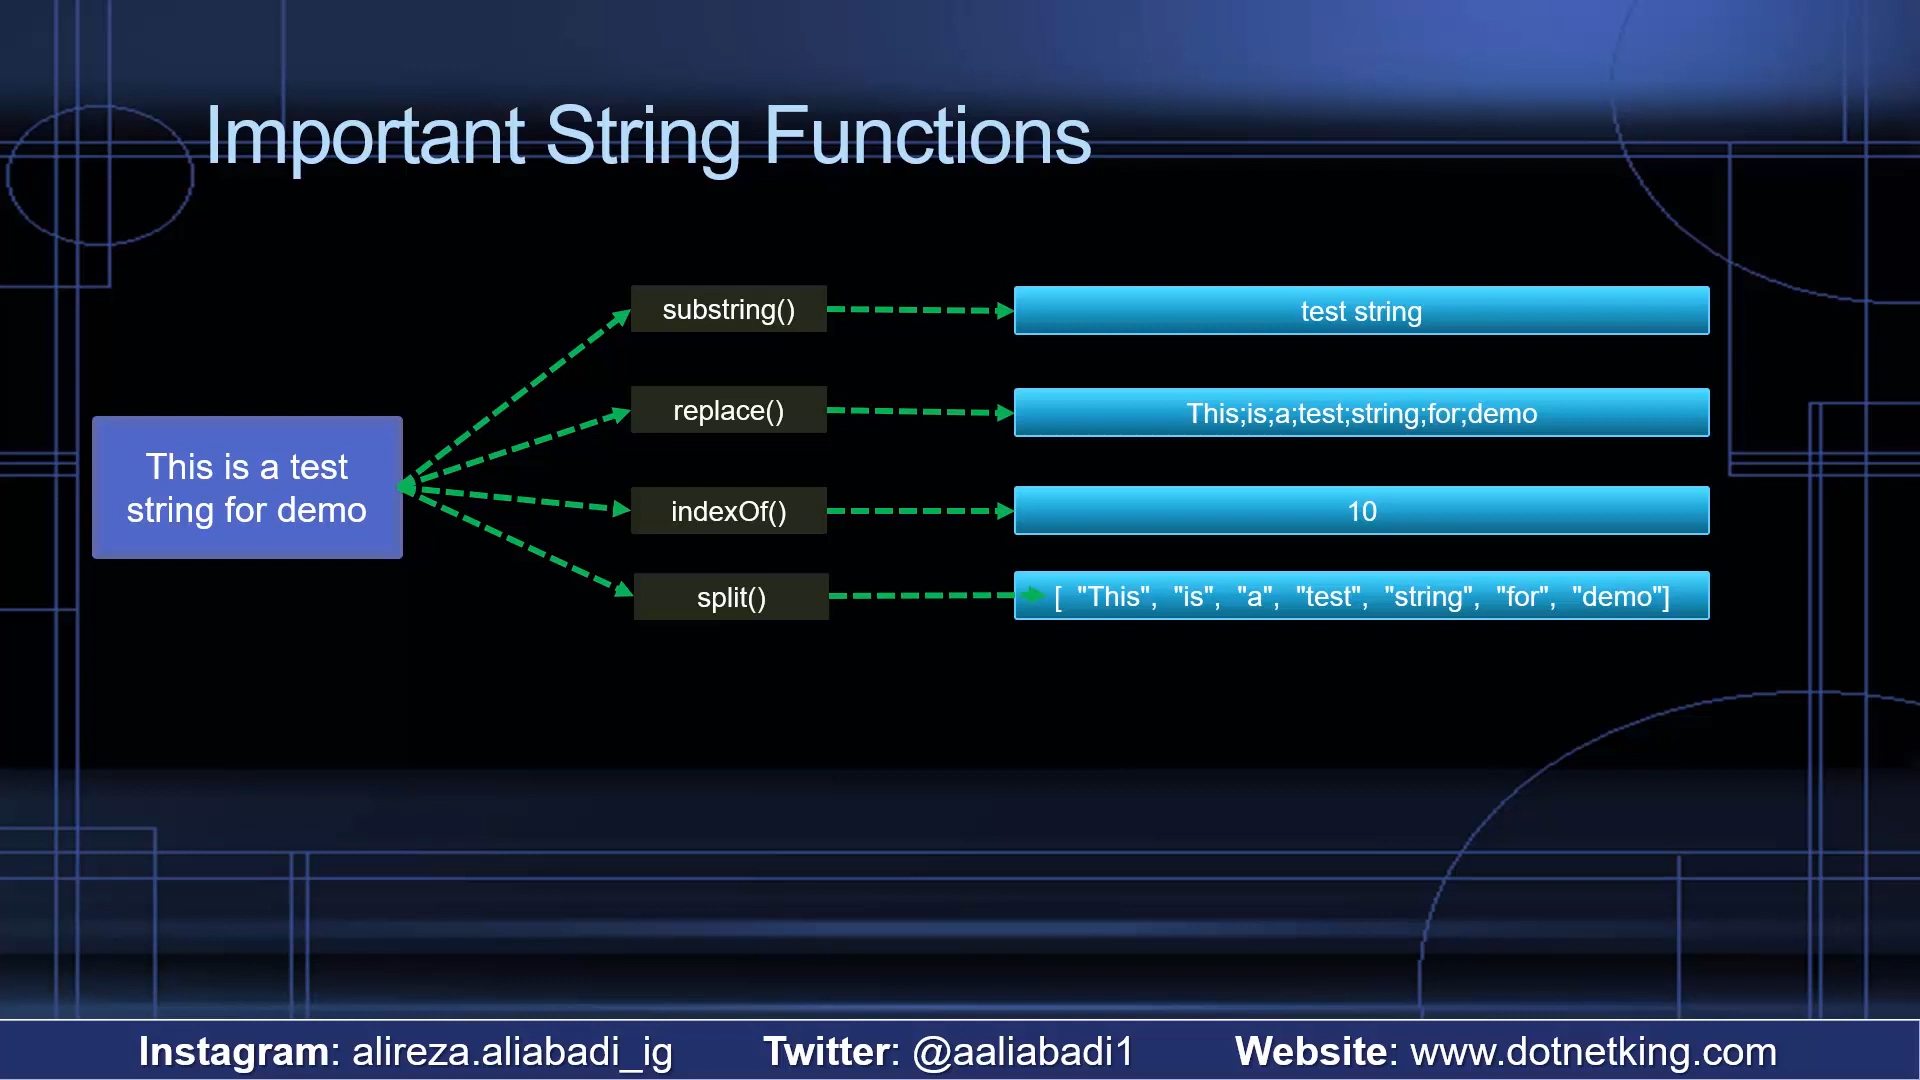 Important String Functions
This is a test
string for demo
substring()
test string
replace()
This;is;a;test;string;for;demo
indexOf()
10
split()
[ "This", "is", "a", "test", "string", "for", "demo"]
Instagram: alireza.aliabadi_ig Twitter: @aaliabadi1 Website: www.dotnetking.com